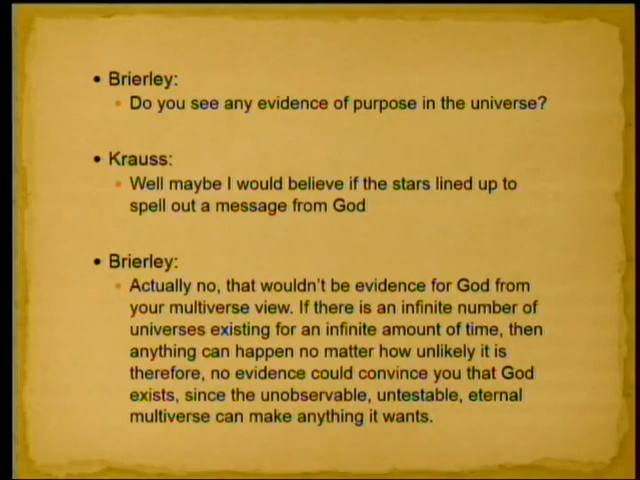 • Brierley:
• Do you see any evidence of purpose in the universe?
• Krauss:
• Well maybe I would believe if the stars lined up to
spell out a message from God
• Brierley:
• Actually no, that wouldn't be evidence for God from
your multiverse view. If there is an infinite number of
universes existing for an infinite amount of time, then
anything can happen no matter how unlikely it is
therefore, no evidence could convince you that God
exists, since the unobservable, untestable, eternal
multiverse can make anything it wants.